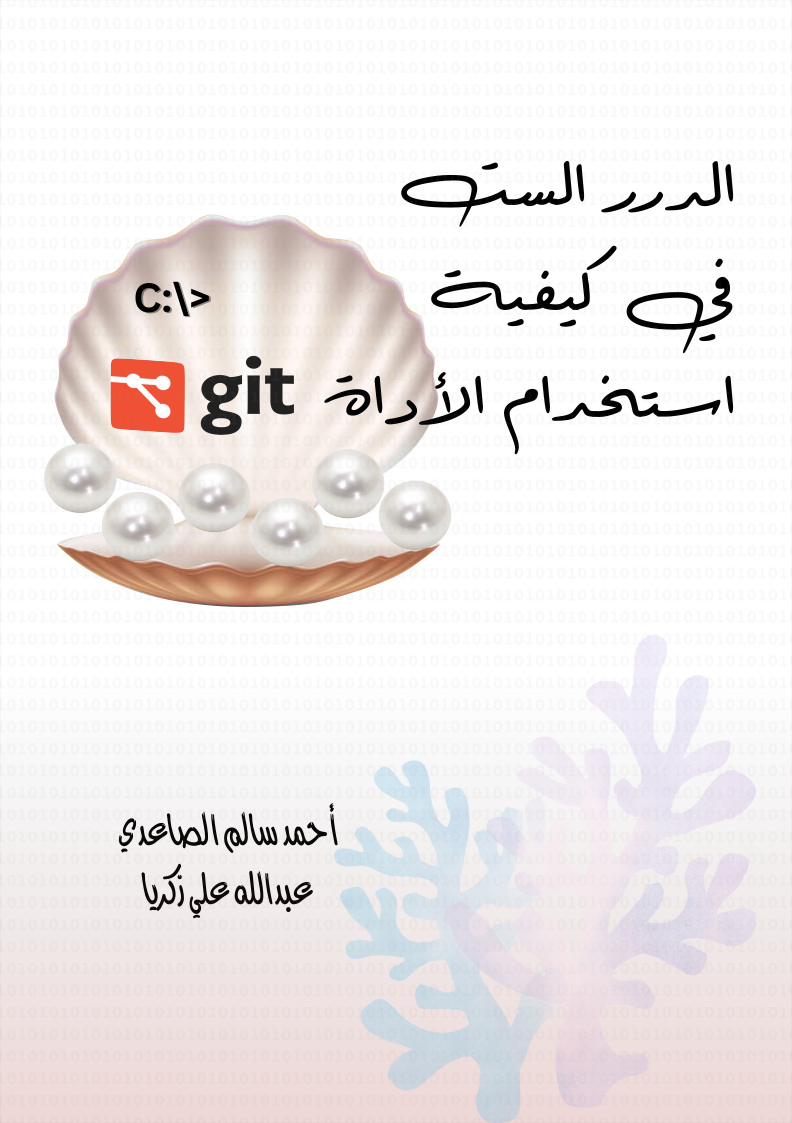 الدرر الست
في كيفية
استخدام الأداة git
C:\>
أحمد سالم الصاعدي
عبدالله علي زكريا